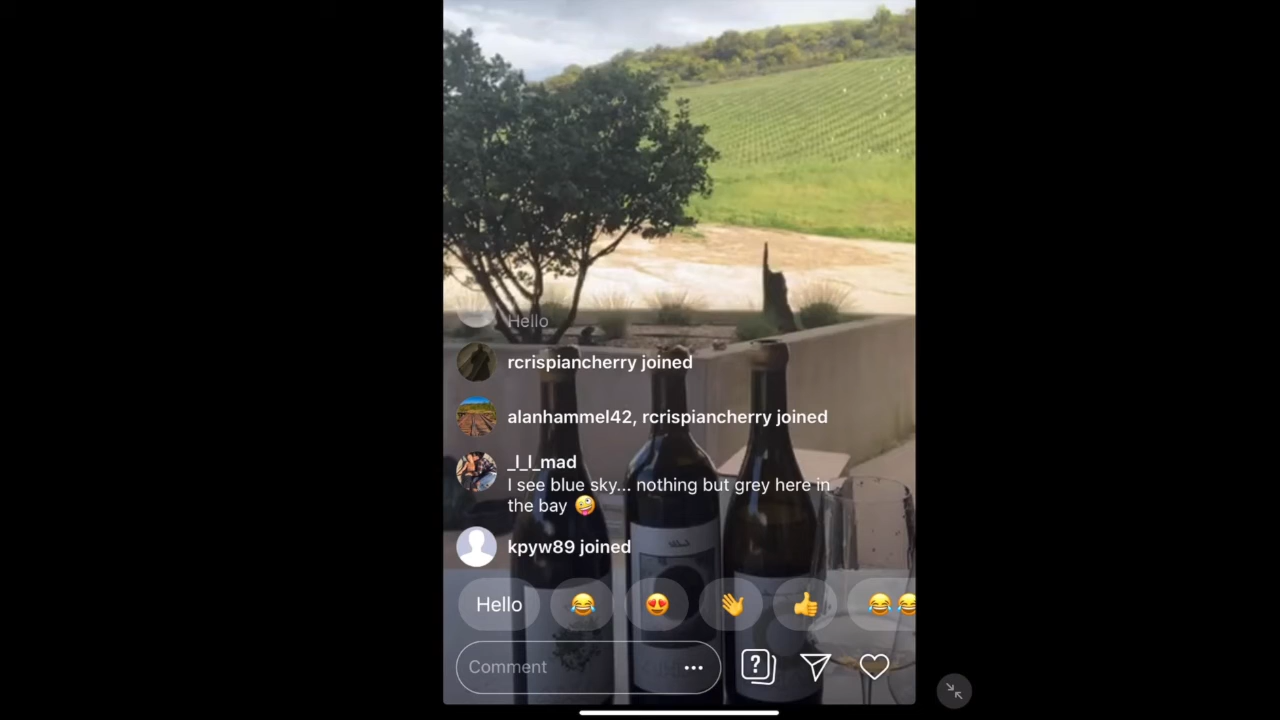 Hello
rcrispiancherry joined
alanhammel42, rcrispiancherry joined
_l_l_mad
I see blue sky... nothing but grey here in
the bay 🤪
kpyw89 joined
Hello 😂 😍 👋 👍 😂 😂
Comment ...
?